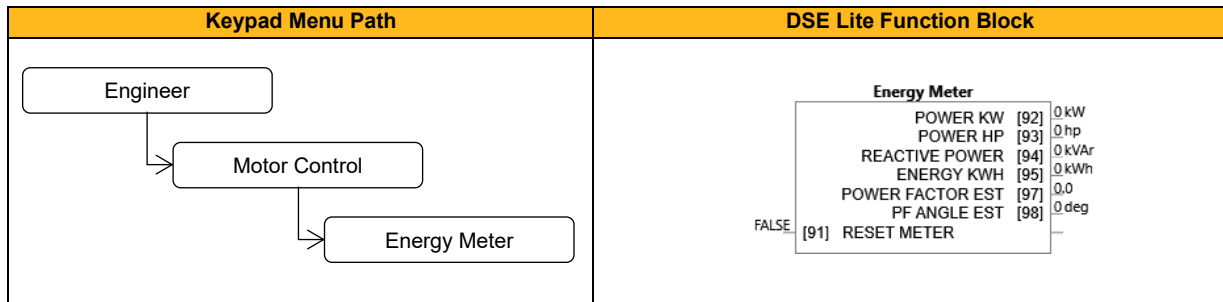 Keypad Menu Path
DSE Lite Function Block
Engineer
Motor Control
Energy Meter
Energy Meter
POWER KW [92] 0 kW
POWER HP [93] 0 hp
REACTIVE POWER [94] 0 kVAr
ENERGY KWH [95] 0 kWh
POWER FACTOR EST [97] 0.0
PF ANGLE EST [98] 0 deg
FALSE [91] RESET METER